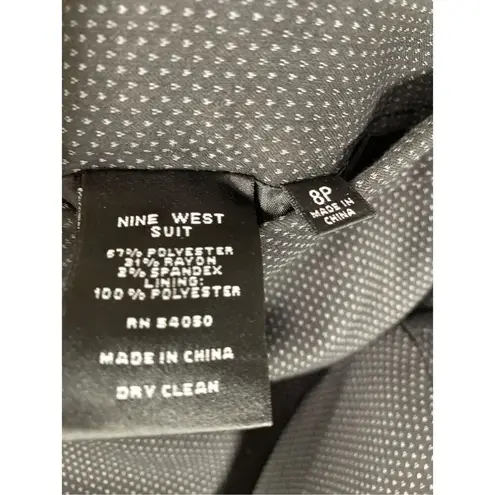 NINE WEST
SUIT
67% POLYESTER
31% RAYON
2% SPANDEX
LINING:
100% POLYESTER
RN 54050
MADE IN CHINA
DRY CLEAN
8P
MADE IN
CHINA